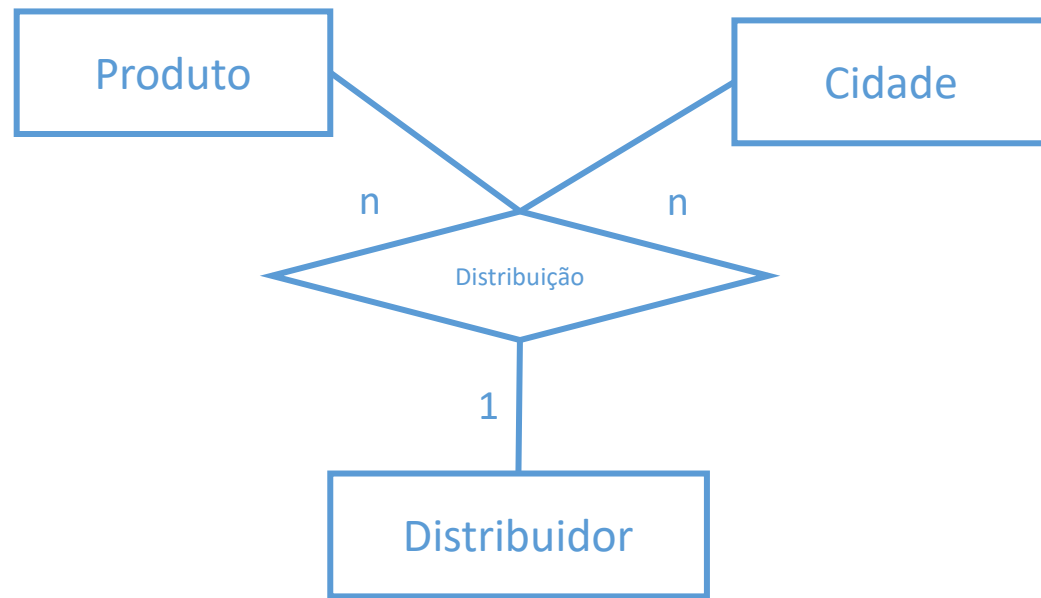 Produto
Cidade
n
n
Distribuição
1
Distribuidor